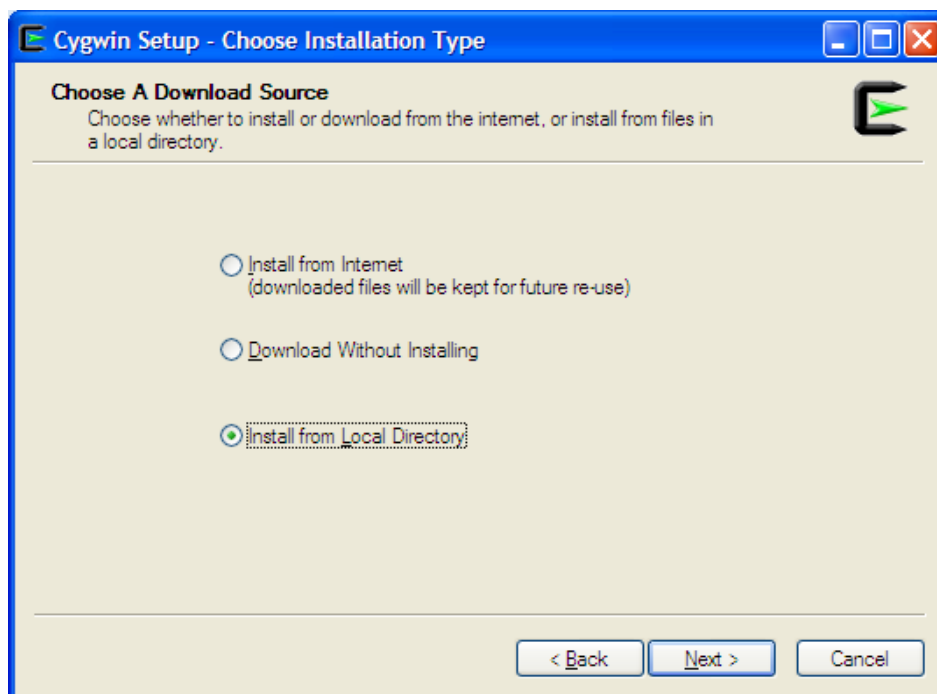 Cygwin Setup - Choose Installation Type
Choose A Download Source
Choose whether to install or download from the internet, or install from files in
a local directory.
Install from Internet
(downloaded files will be kept for future re-use)
Download Without Installing
Install from Local Directory
< Back
Next >
Cancel